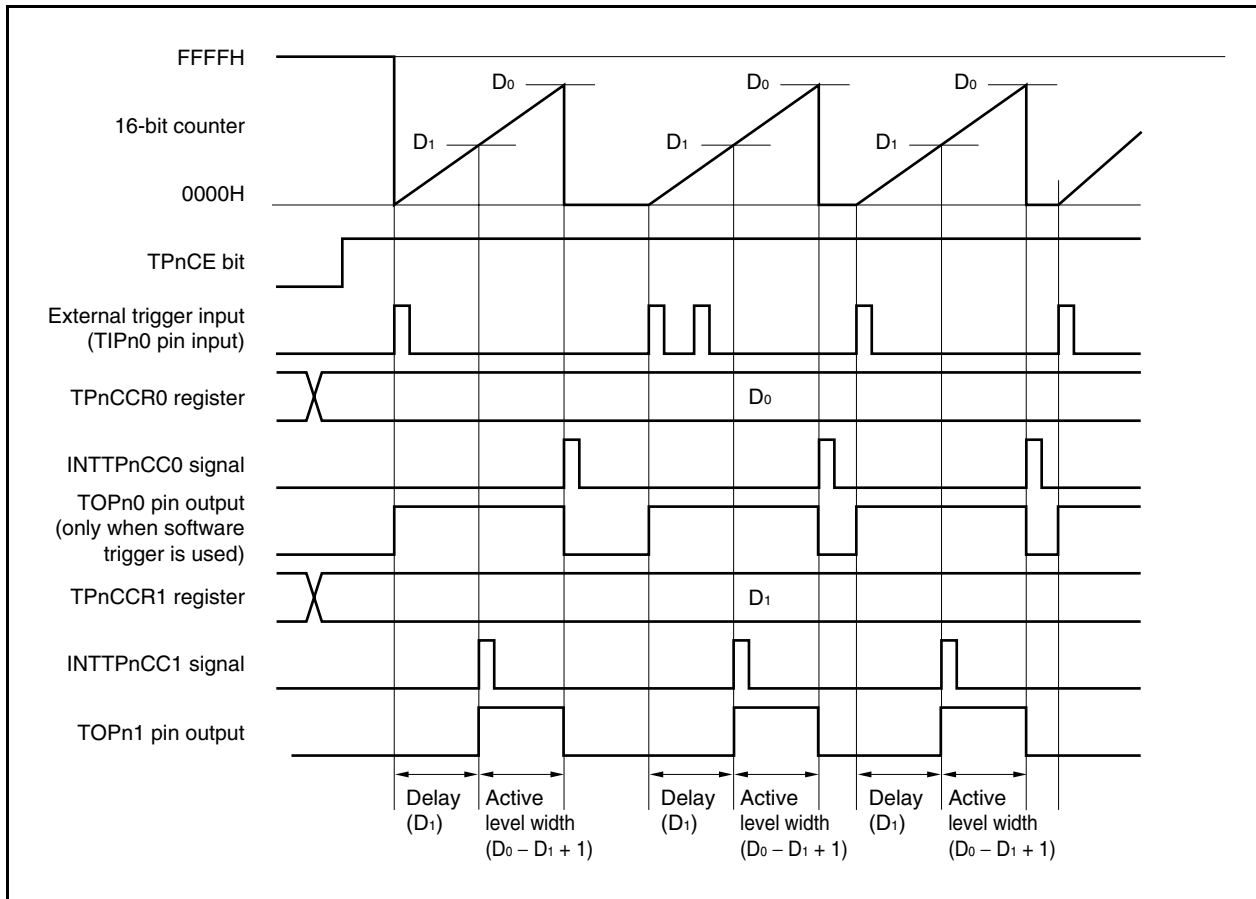 FFFFH
D0 D0 D0
16-bit counter
D1 D1 D1
0000H
TPnCE bit
External trigger input
(TIPn0 pin input)
TPnCCR0 register
D0
INTTPnCC0 signal
TOPn0 pin output
(only when software
trigger is used)
TPnCCR1 register
D1
INTTPnCC1 signal
TOPn1 pin output
Delay
(D1)
Active
level width
(D0 – D1 + 1)
Delay
(D1)
Active
level width
(D0 – D1 + 1)
Delay
(D1)
Active
level width
(D0 – D1 + 1)